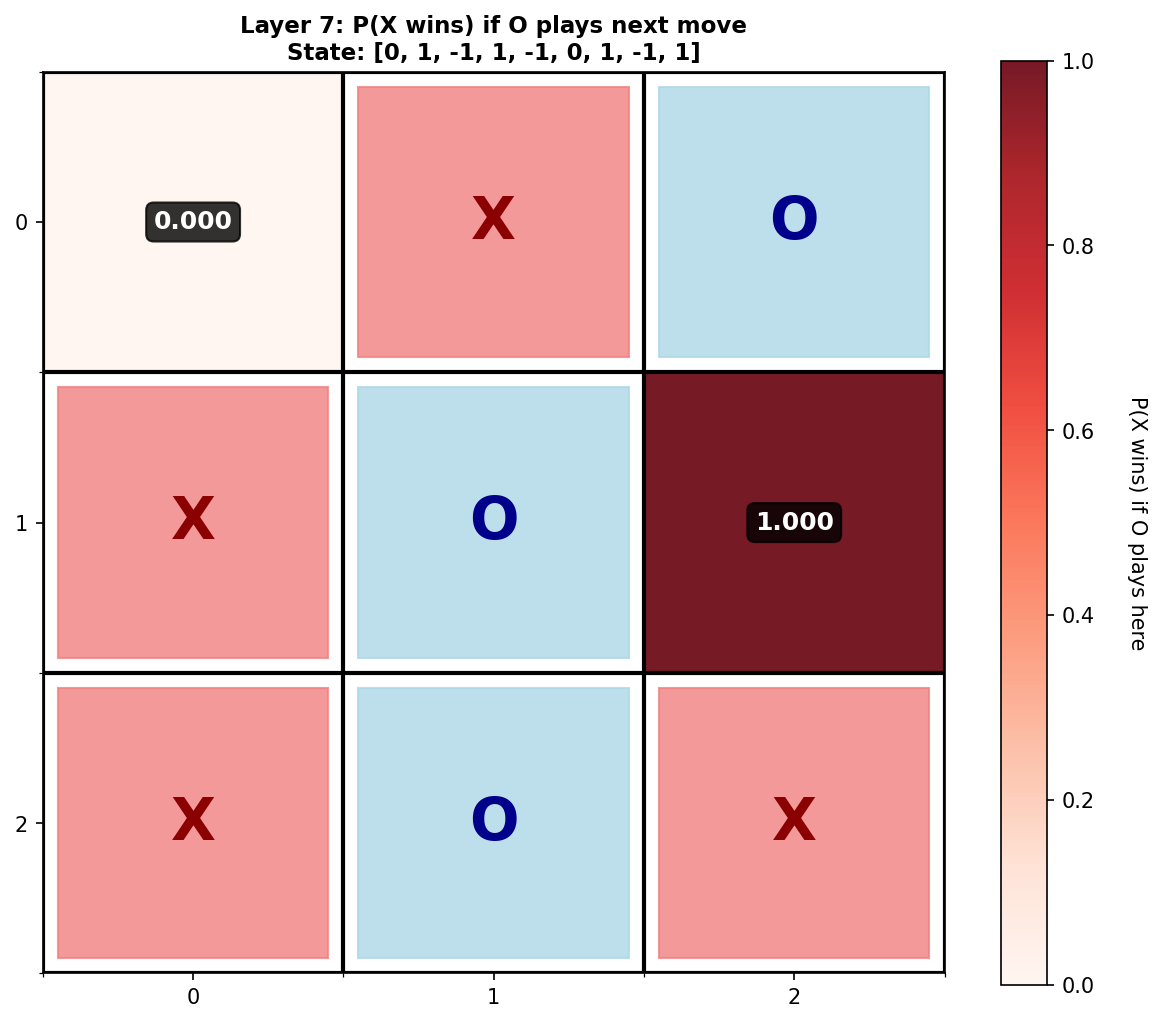 Layer 7: P(X wins) if O plays next move
State: [0, 1, -1, 1, -1, 0, 1, -1, 1]
0.000
X
O
X
O
1.000
X
O
X
0
1
2
0
1
2
1.0
0.8
0.6
0.4
0.2
0.0
P(X wins) if O plays here